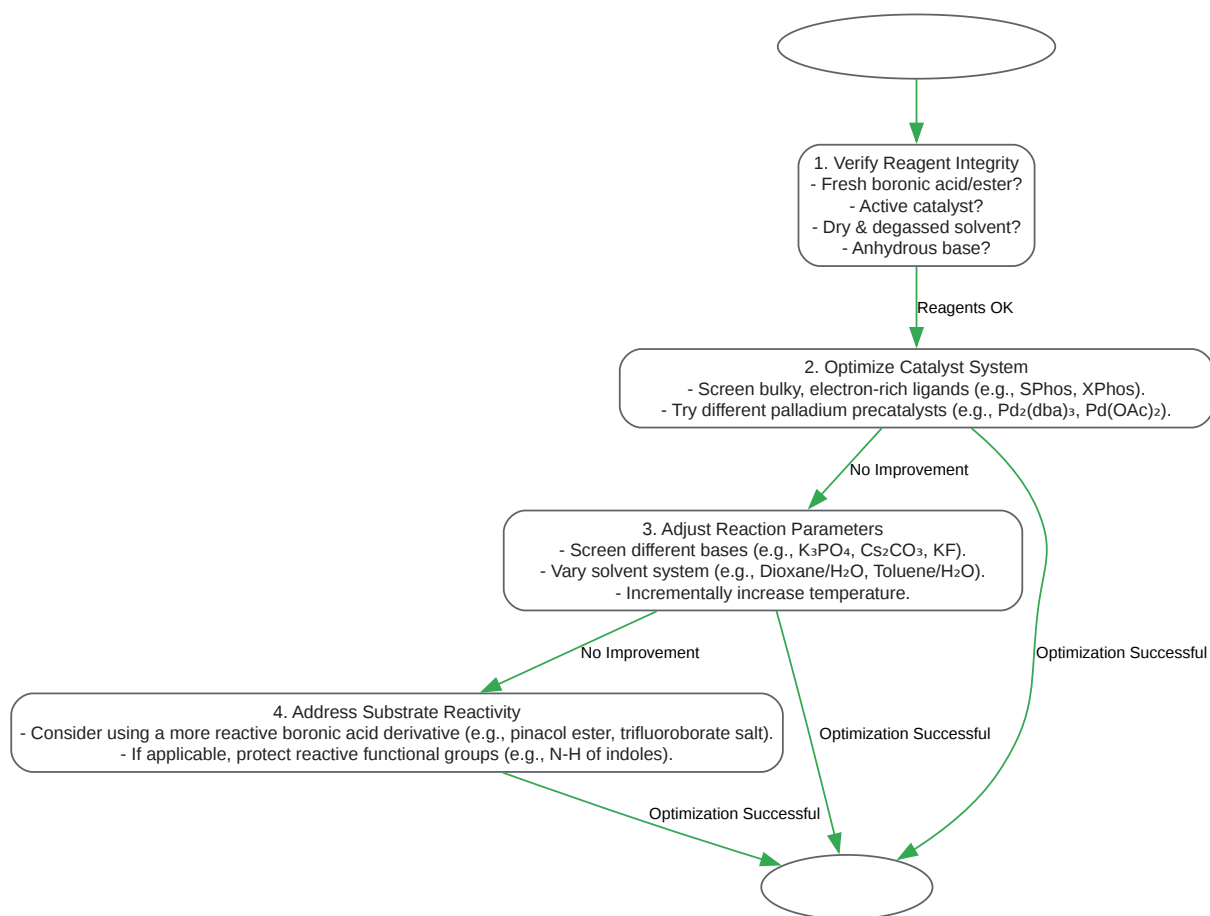 1. Verify Reagent Integrity
- Fresh boronic acid/ester?
- Active catalyst?
- Dry & degassed solvent?
- Anhydrous base?
Reagents OK
2. Optimize Catalyst System
- Screen bulky, electron-rich ligands (e.g., SPhos, XPhos).
- Try different palladium precatalysts (e.g., Pd₂(dba)₃, Pd(OAc)₂).
No Improvement
3. Adjust Reaction Parameters
- Screen different bases (e.g., K₃PO₄, Cs₂CO₃, KF).
- Vary solvent system (e.g., Dioxane/H₂O, Toluene/H₂O).
- Incrementally increase temperature.
No Improvement
Optimization Successful
4. Address Substrate Reactivity
- Consider using a more reactive boronic acid derivative (e.g., pinacol ester, trifluoroborate salt).
- If applicable, protect reactive functional groups (e.g., N-H of indoles).
Optimization Successful
Optimization Successful